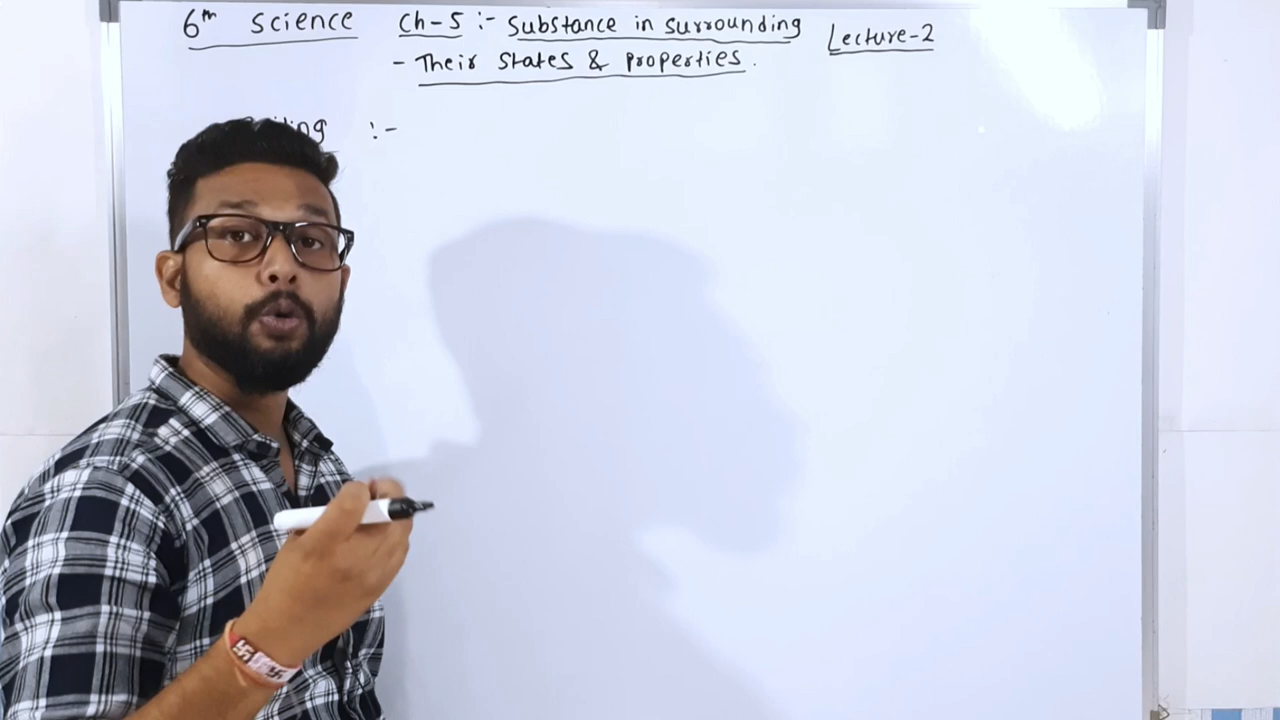 6th science Ch-5 :- Substance in surrounding Lecture-2
- Their States & properties.
:-